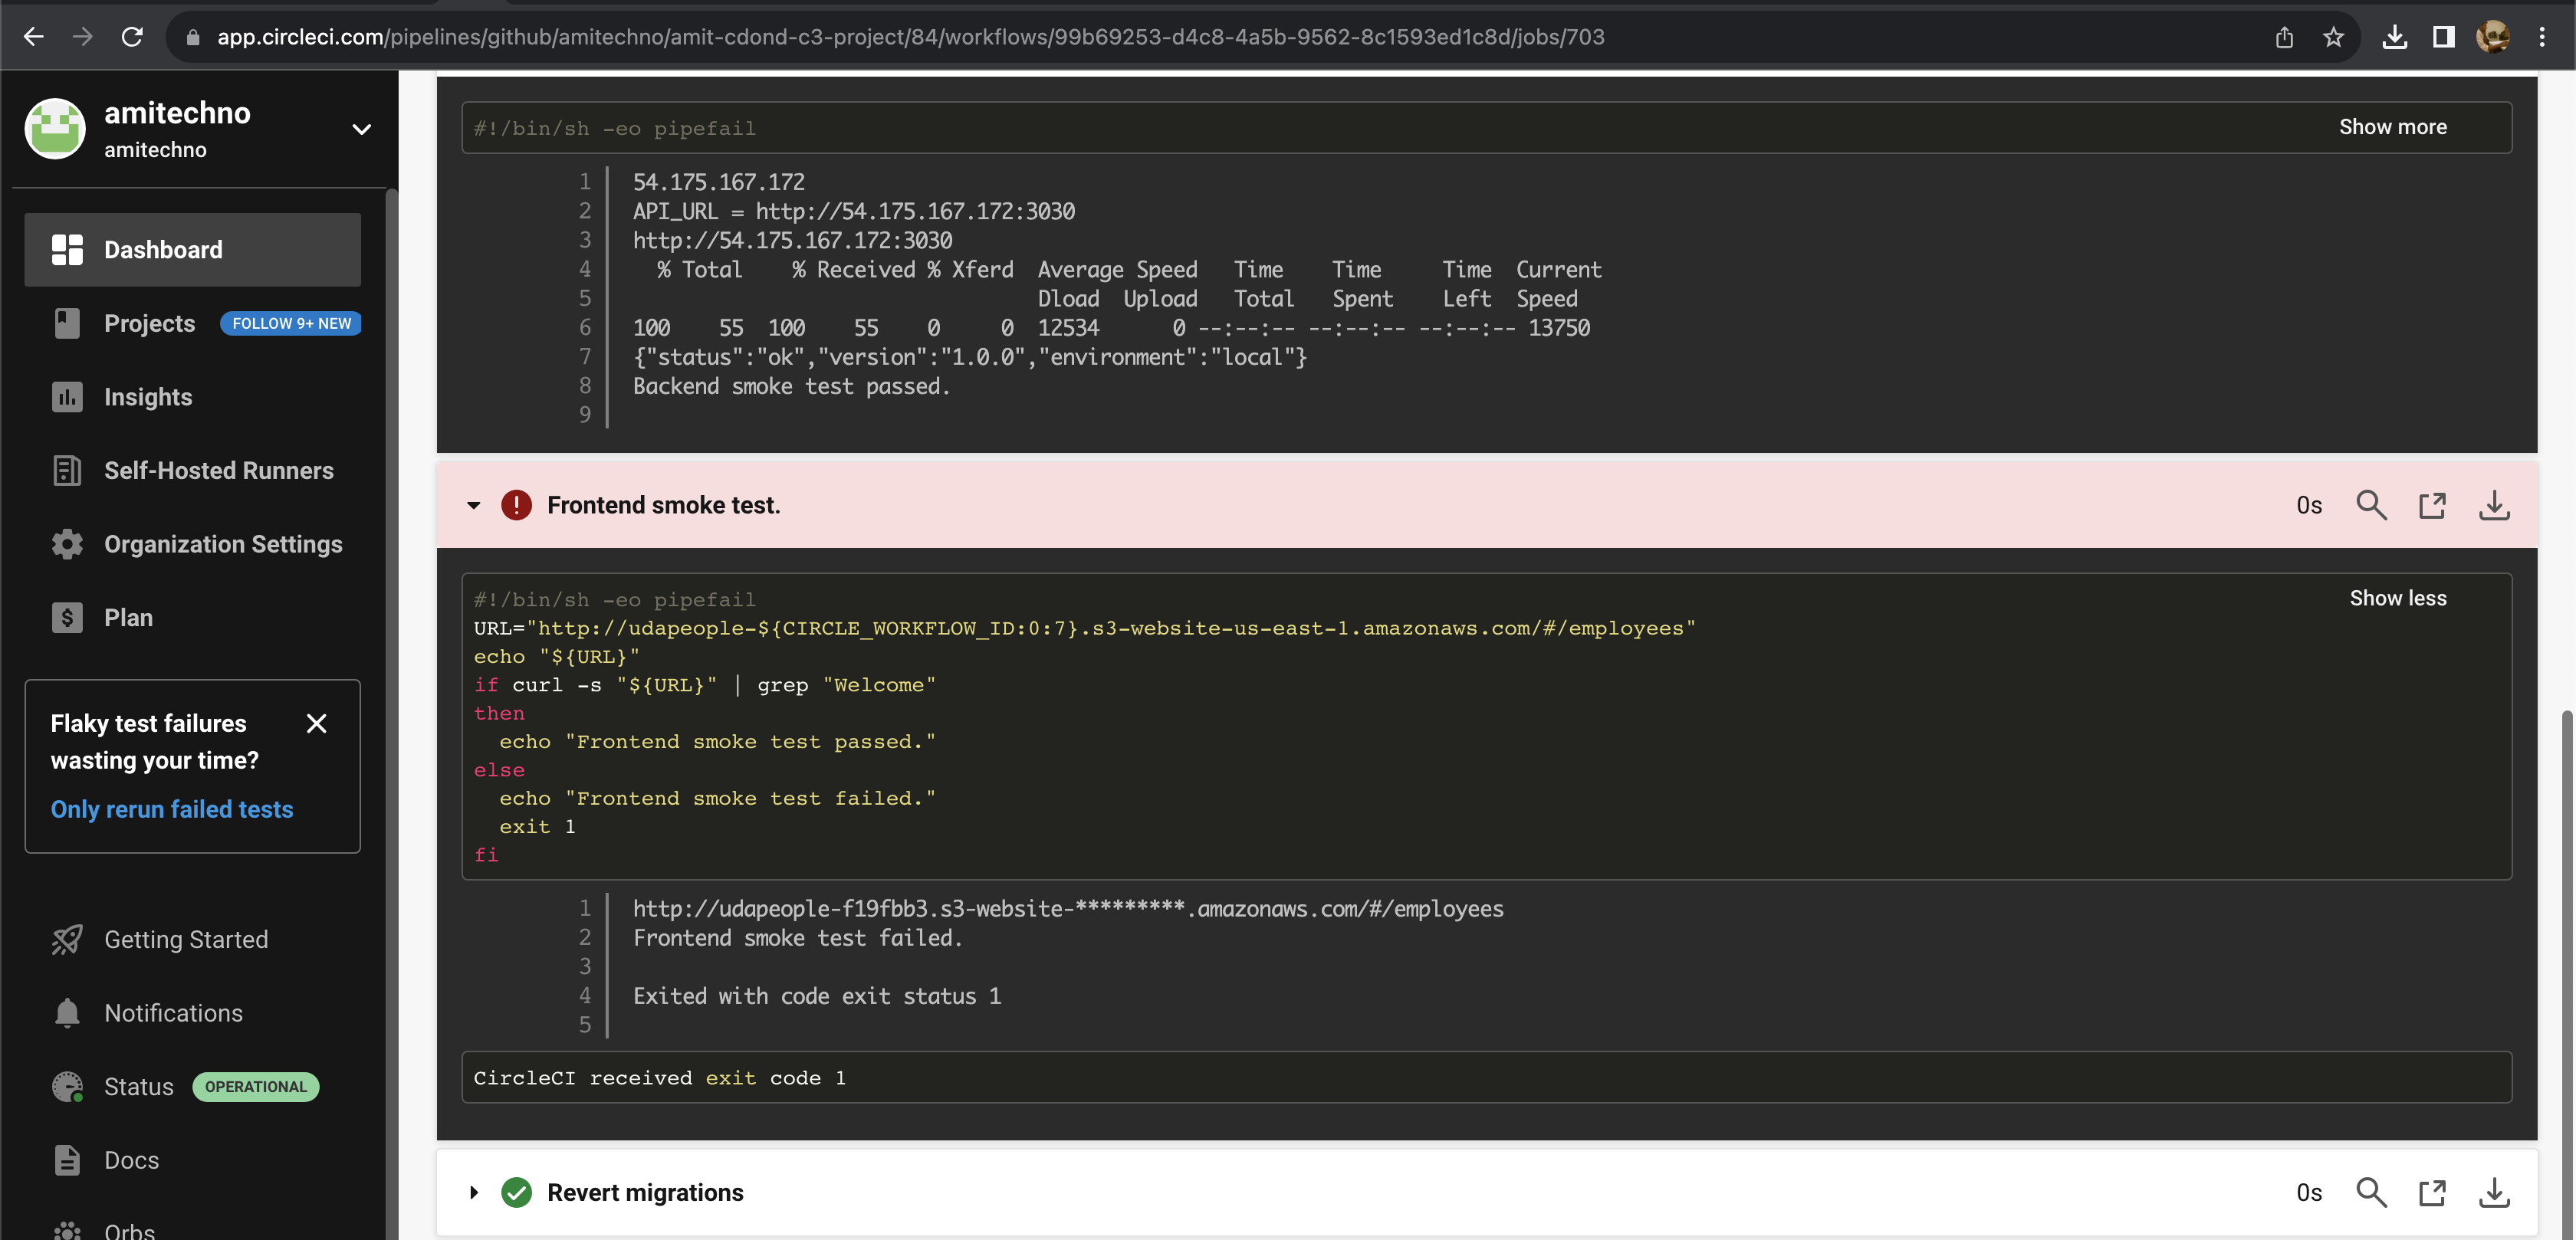 app.circleci.com/pipelines/github/amitechno/amit-cdond-c3-project/84/workflows/99b69253-d4c8-4a5b-9562-8c1593ed1c8d/jobs/703
amitechno
amitechno
Dashboard
Projects FOLLOW 9+ NEW
Insights
Self-Hosted Runners
Organization Settings
Plan
Flaky test failures
wasting your time?
Only rerun failed tests
Getting Started
Notifications
Status OPERATIONAL
Docs
Orbs
#!/bin/sh -eo pipefail Show more
1 54.175.167.172
2 API_URL = http://54.175.167.172:3030
3 http://54.175.167.172:3030
4 % Total % Received % Xferd Average Speed Time Time Time Current
5 Dload Upload Total Spent Left Speed
6 100 55 100 55 0 0 12534 0 --:--:-- --:--:-- --:--:-- 13750
7 {"status":"ok","version":"1.0.0","environment":"local"}
8 Backend smoke test passed.
9
Frontend smoke test. 0s
#!/bin/sh -eo pipefail Show less
URL="http://udapeople-${CIRCLE_WORKFLOW_ID:0:7}.s3-website-us-east-1.amazonaws.com/#/employees"
echo "${URL}"
if curl -s "${URL}" | grep "Welcome"
then
echo "Frontend smoke test passed."
else
echo "Frontend smoke test failed."
exit 1
fi
1 http://udapeople-f19fbb3.s3-website-*********.amazonaws.com/#/employees
2 Frontend smoke test failed.
3
4 Exited with code exit status 1
5
CircleCI received exit code 1
Revert migrations 0s